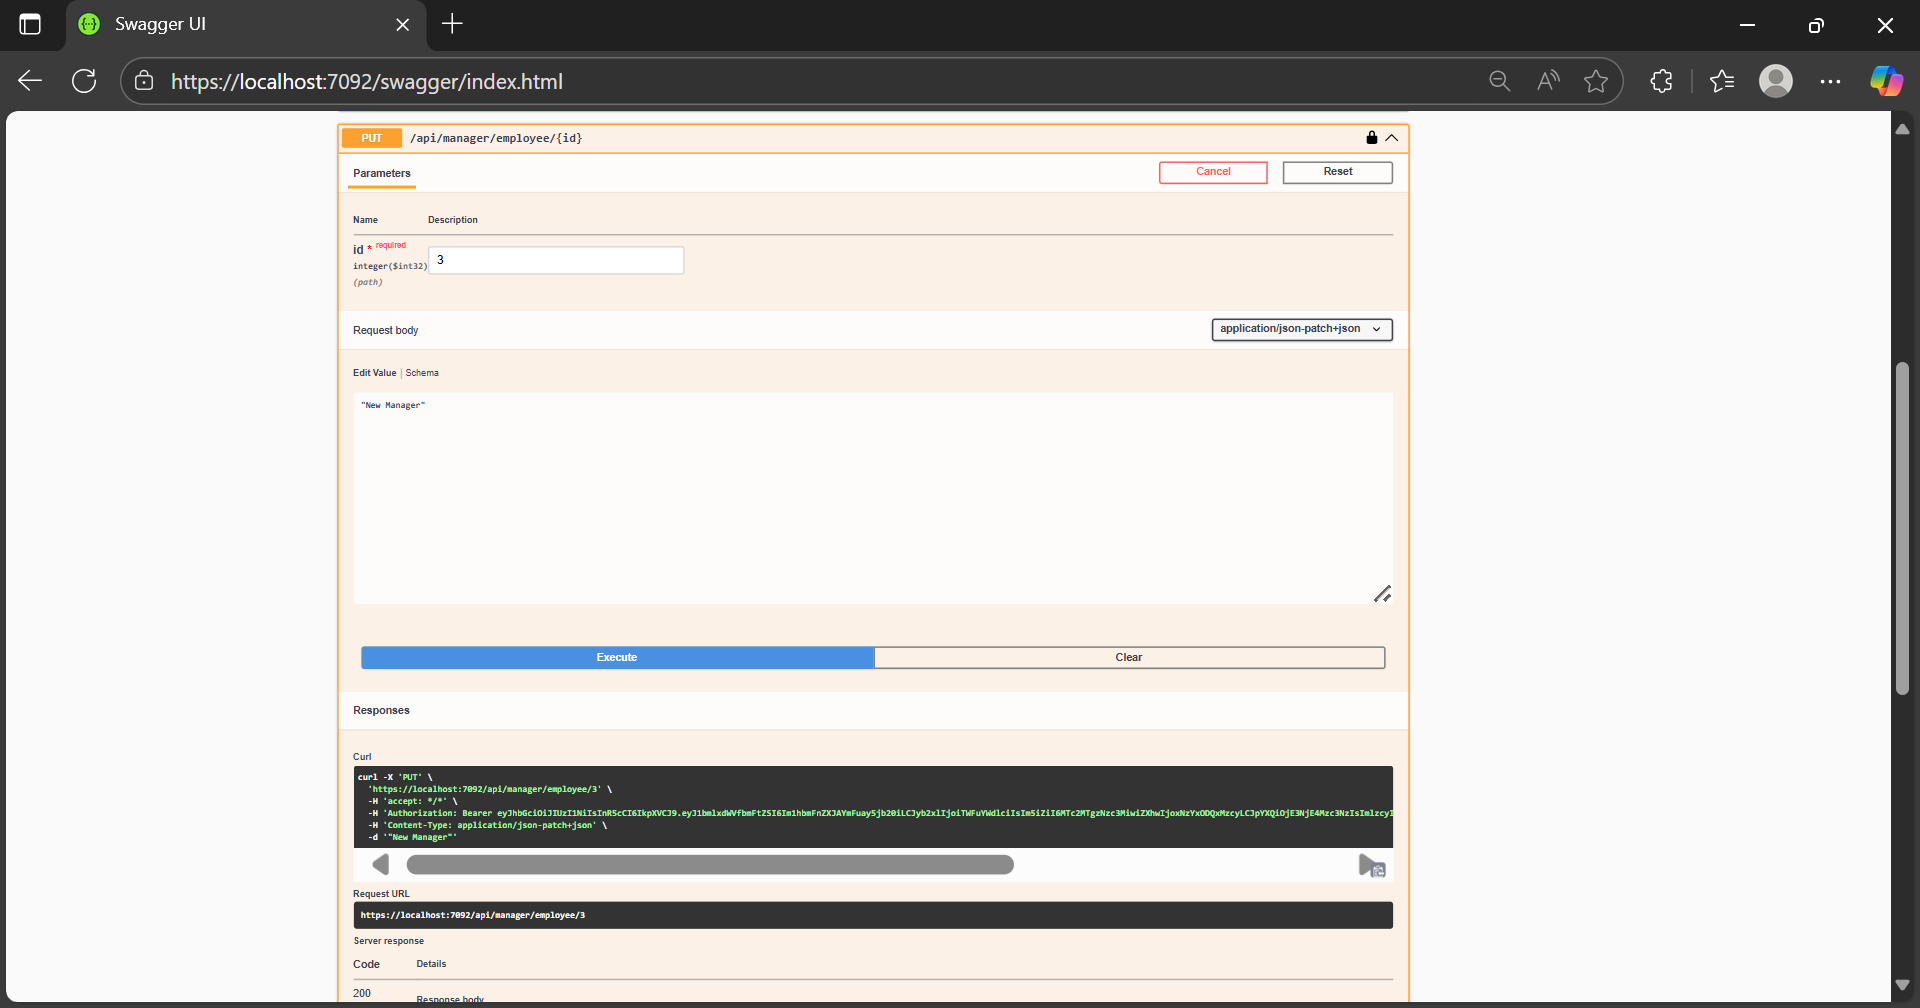 Swagger UI
https://localhost:7092/swagger/index.html
PUT /api/manager/employee/{id}
Parameters Cancel Reset
Name Description
id * required
integer($int32)
(path)
3
Request body application/json-patch+json
Edit Value | Schema
"New Manager"
Execute Clear
Responses
Curl
curl -X 'PUT' \
'https://localhost:7092/api/manager/employee/3' \
-H 'accept: */*' \
-H 'Authorization: Bearer
-H 'Content-Type: application/json-patch+json' \
-d '"New Manager"'
Request URL
https://localhost:7092/api/manager/employee/3
Server response
Code Details
200
Response body